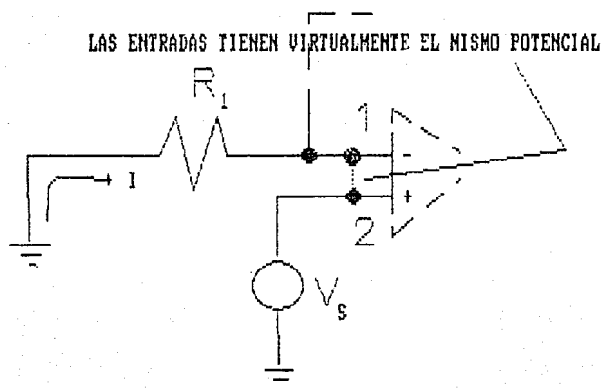 LAS ENTRADAS TIENEN VIRTUALMENTE EL MISMO POTENCIAL
R1
1
-
I
+
2
VS